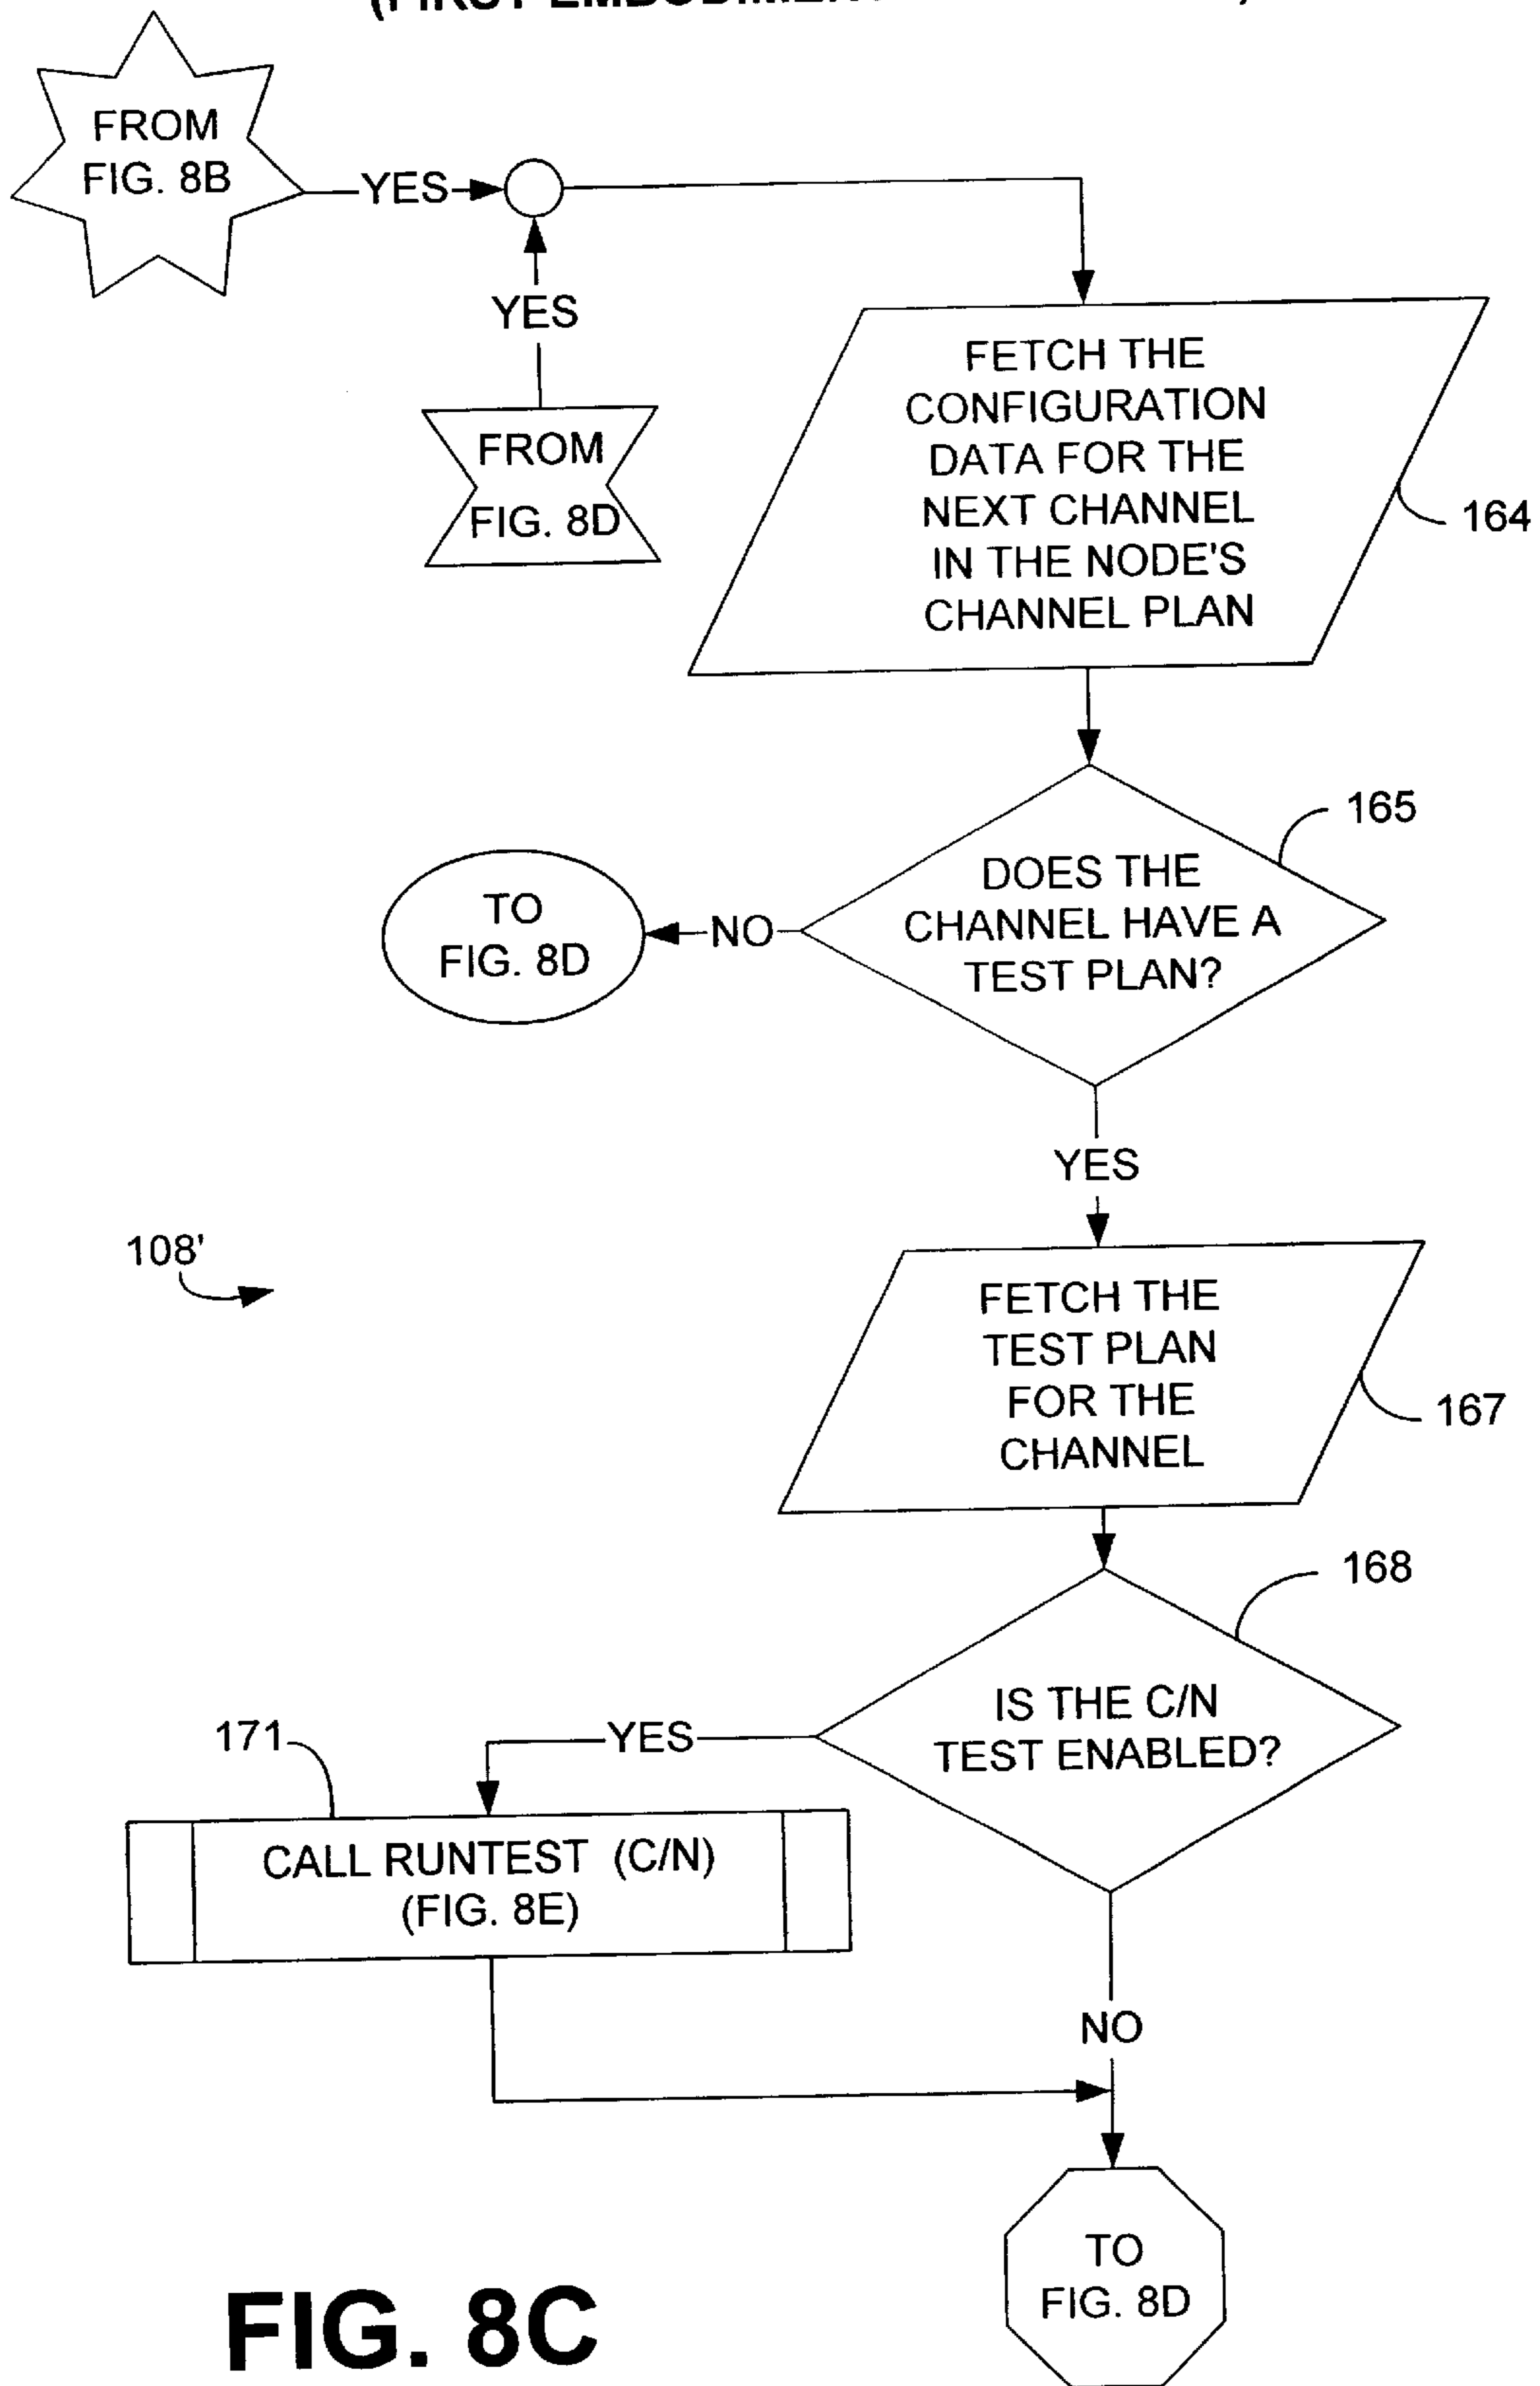 (FIRST EMBODIMENT
FROM
FIG. 8B
YES
YES
FROM
FIG. 8D
FETCH THE
CONFIGURATION
DATA FOR THE
NEXT CHANNEL
IN THE NODE'S
CHANNEL PLAN
164
165
DOES THE
CHANNEL HAVE A
TEST PLAN?
NO
TO
FIG. 8D
YES
108'
FETCH THE
TEST PLAN
FOR THE
CHANNEL
167
168
IS THE C/N
TEST ENABLED?
YES
171
CALL RUNTEST (C/N)
(FIG. 8E)
NO
TO
FIG. 8D
FIG. 8C